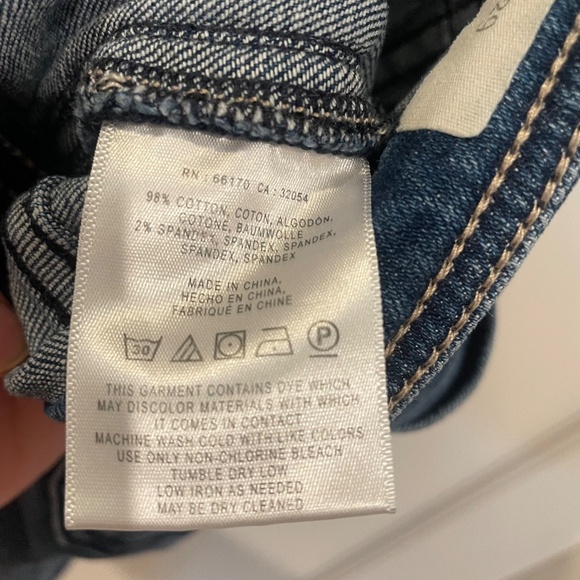 RN : 66170 CA : 32054
98% COTTON, COTON, ALGODÓN,
COTONE, BAUMWOLLE
2% SPANDEX, SPANDEX, SPANDEX
SPANDEX, SPANDEX
MADE IN CHINA,
HECHO EN CHINA,
FABRIQUÉ EN CHINE
30 P
THIS GARMENT CONTAINS DYE WHICH
MAY DISCOLOR MATERIALS WITH WHICH
IT COMES IN CONTACT
MACHINE WASH COLD WITH LIKE COLORS
USE ONLY NON-CHLORINE BLEACH
TUMBLE DRY LOW
LOW IRON AS NEEDED
MAY BE DRY CLEANED